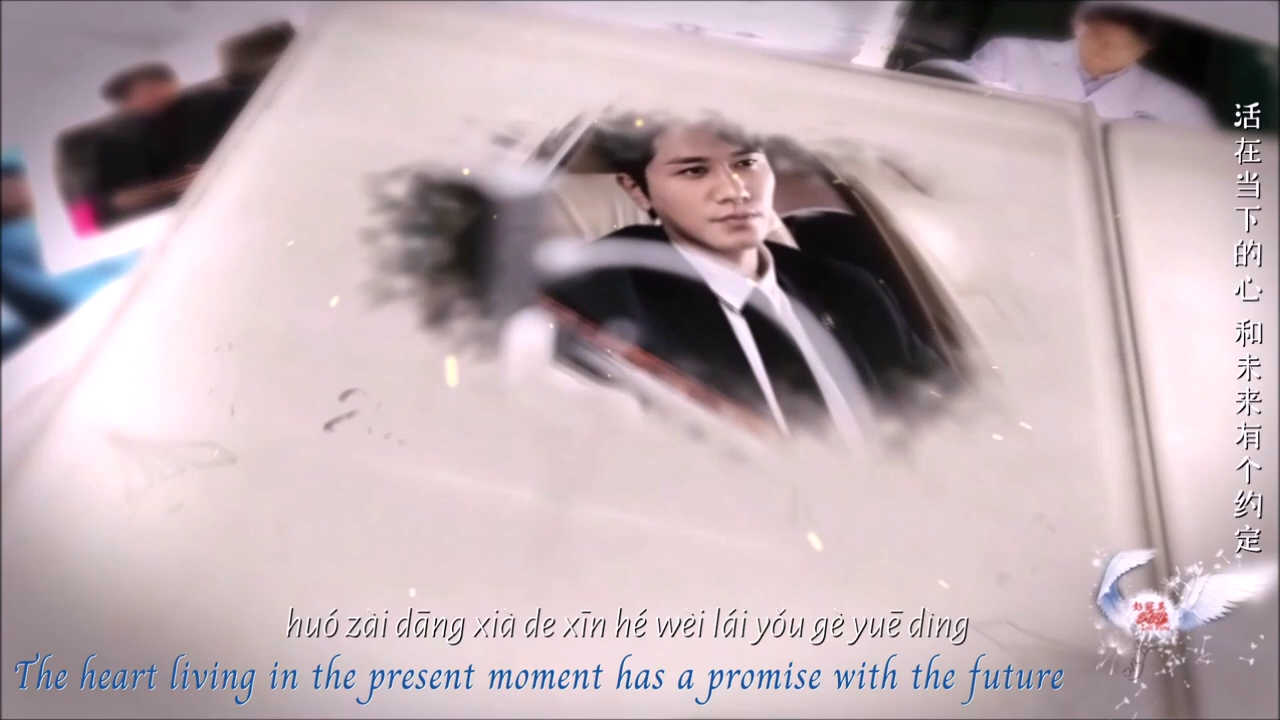 活在当下的心 和未来有个约定
huó zài dāng xià de xīn hé wèi lái yǒu gè yuē dìng
The heart living in the present moment has a promise with the future